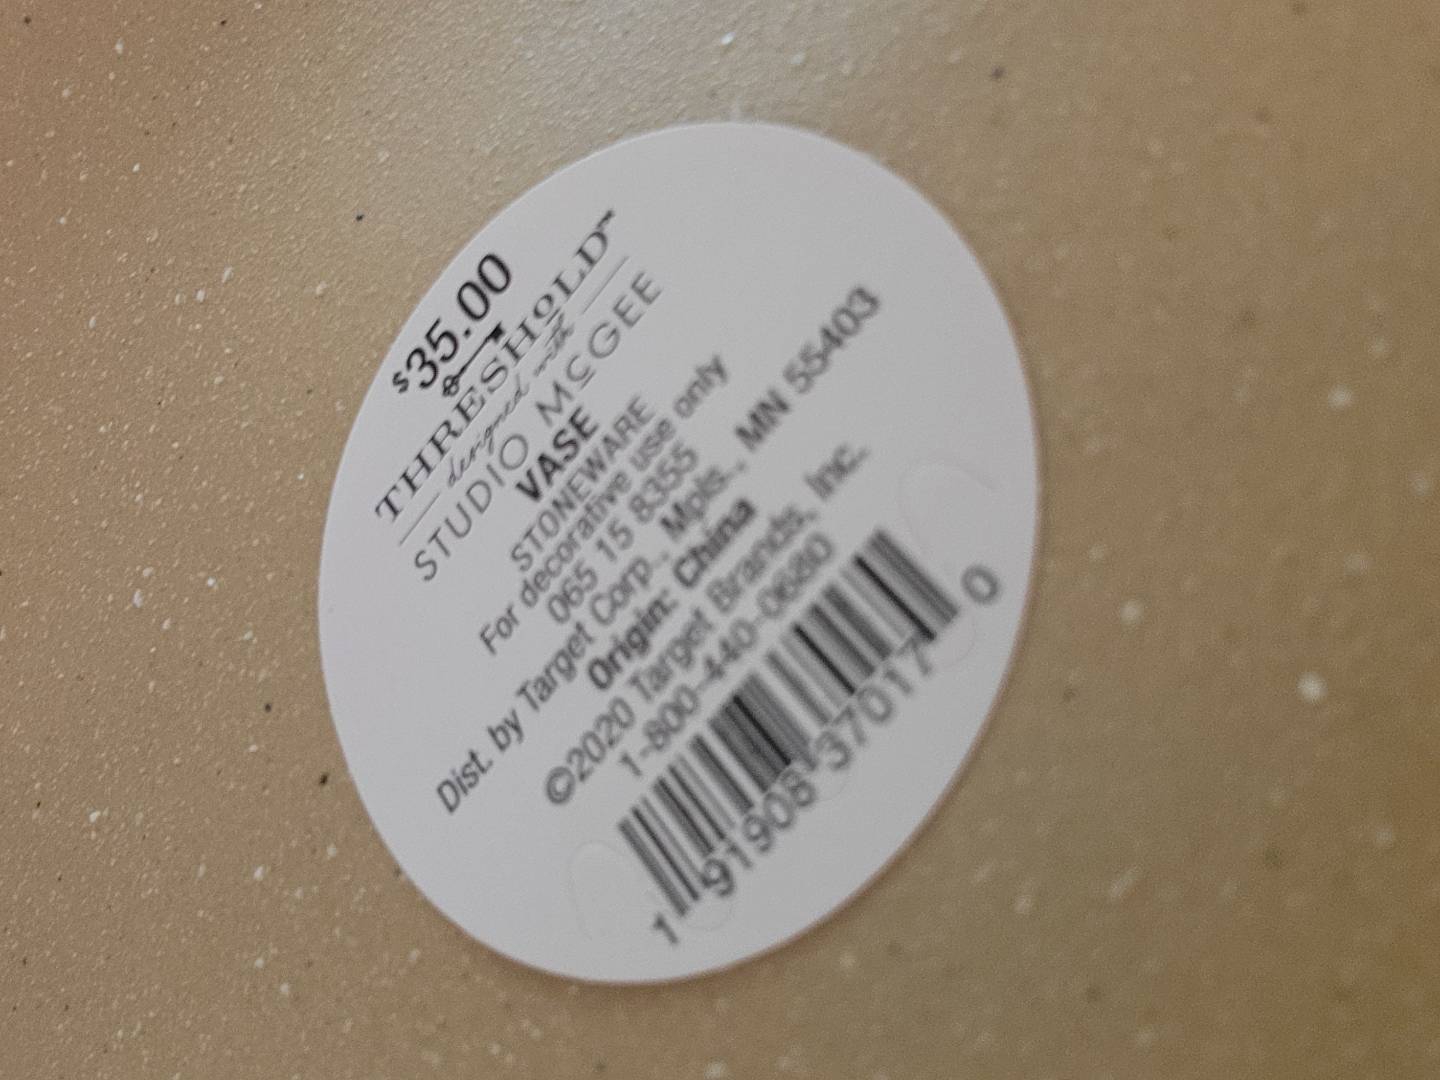 $35.00
THRESHOLD™
designed with
STUDIO McGEE
VASE
STONEWARE
For decorative use only
065 15 8355
Dist. by Target Corp., Mpls., MN 55403
Origin: China
©2020 Target Brands, Inc.
1-800-440-0680
1 91908 37017 0